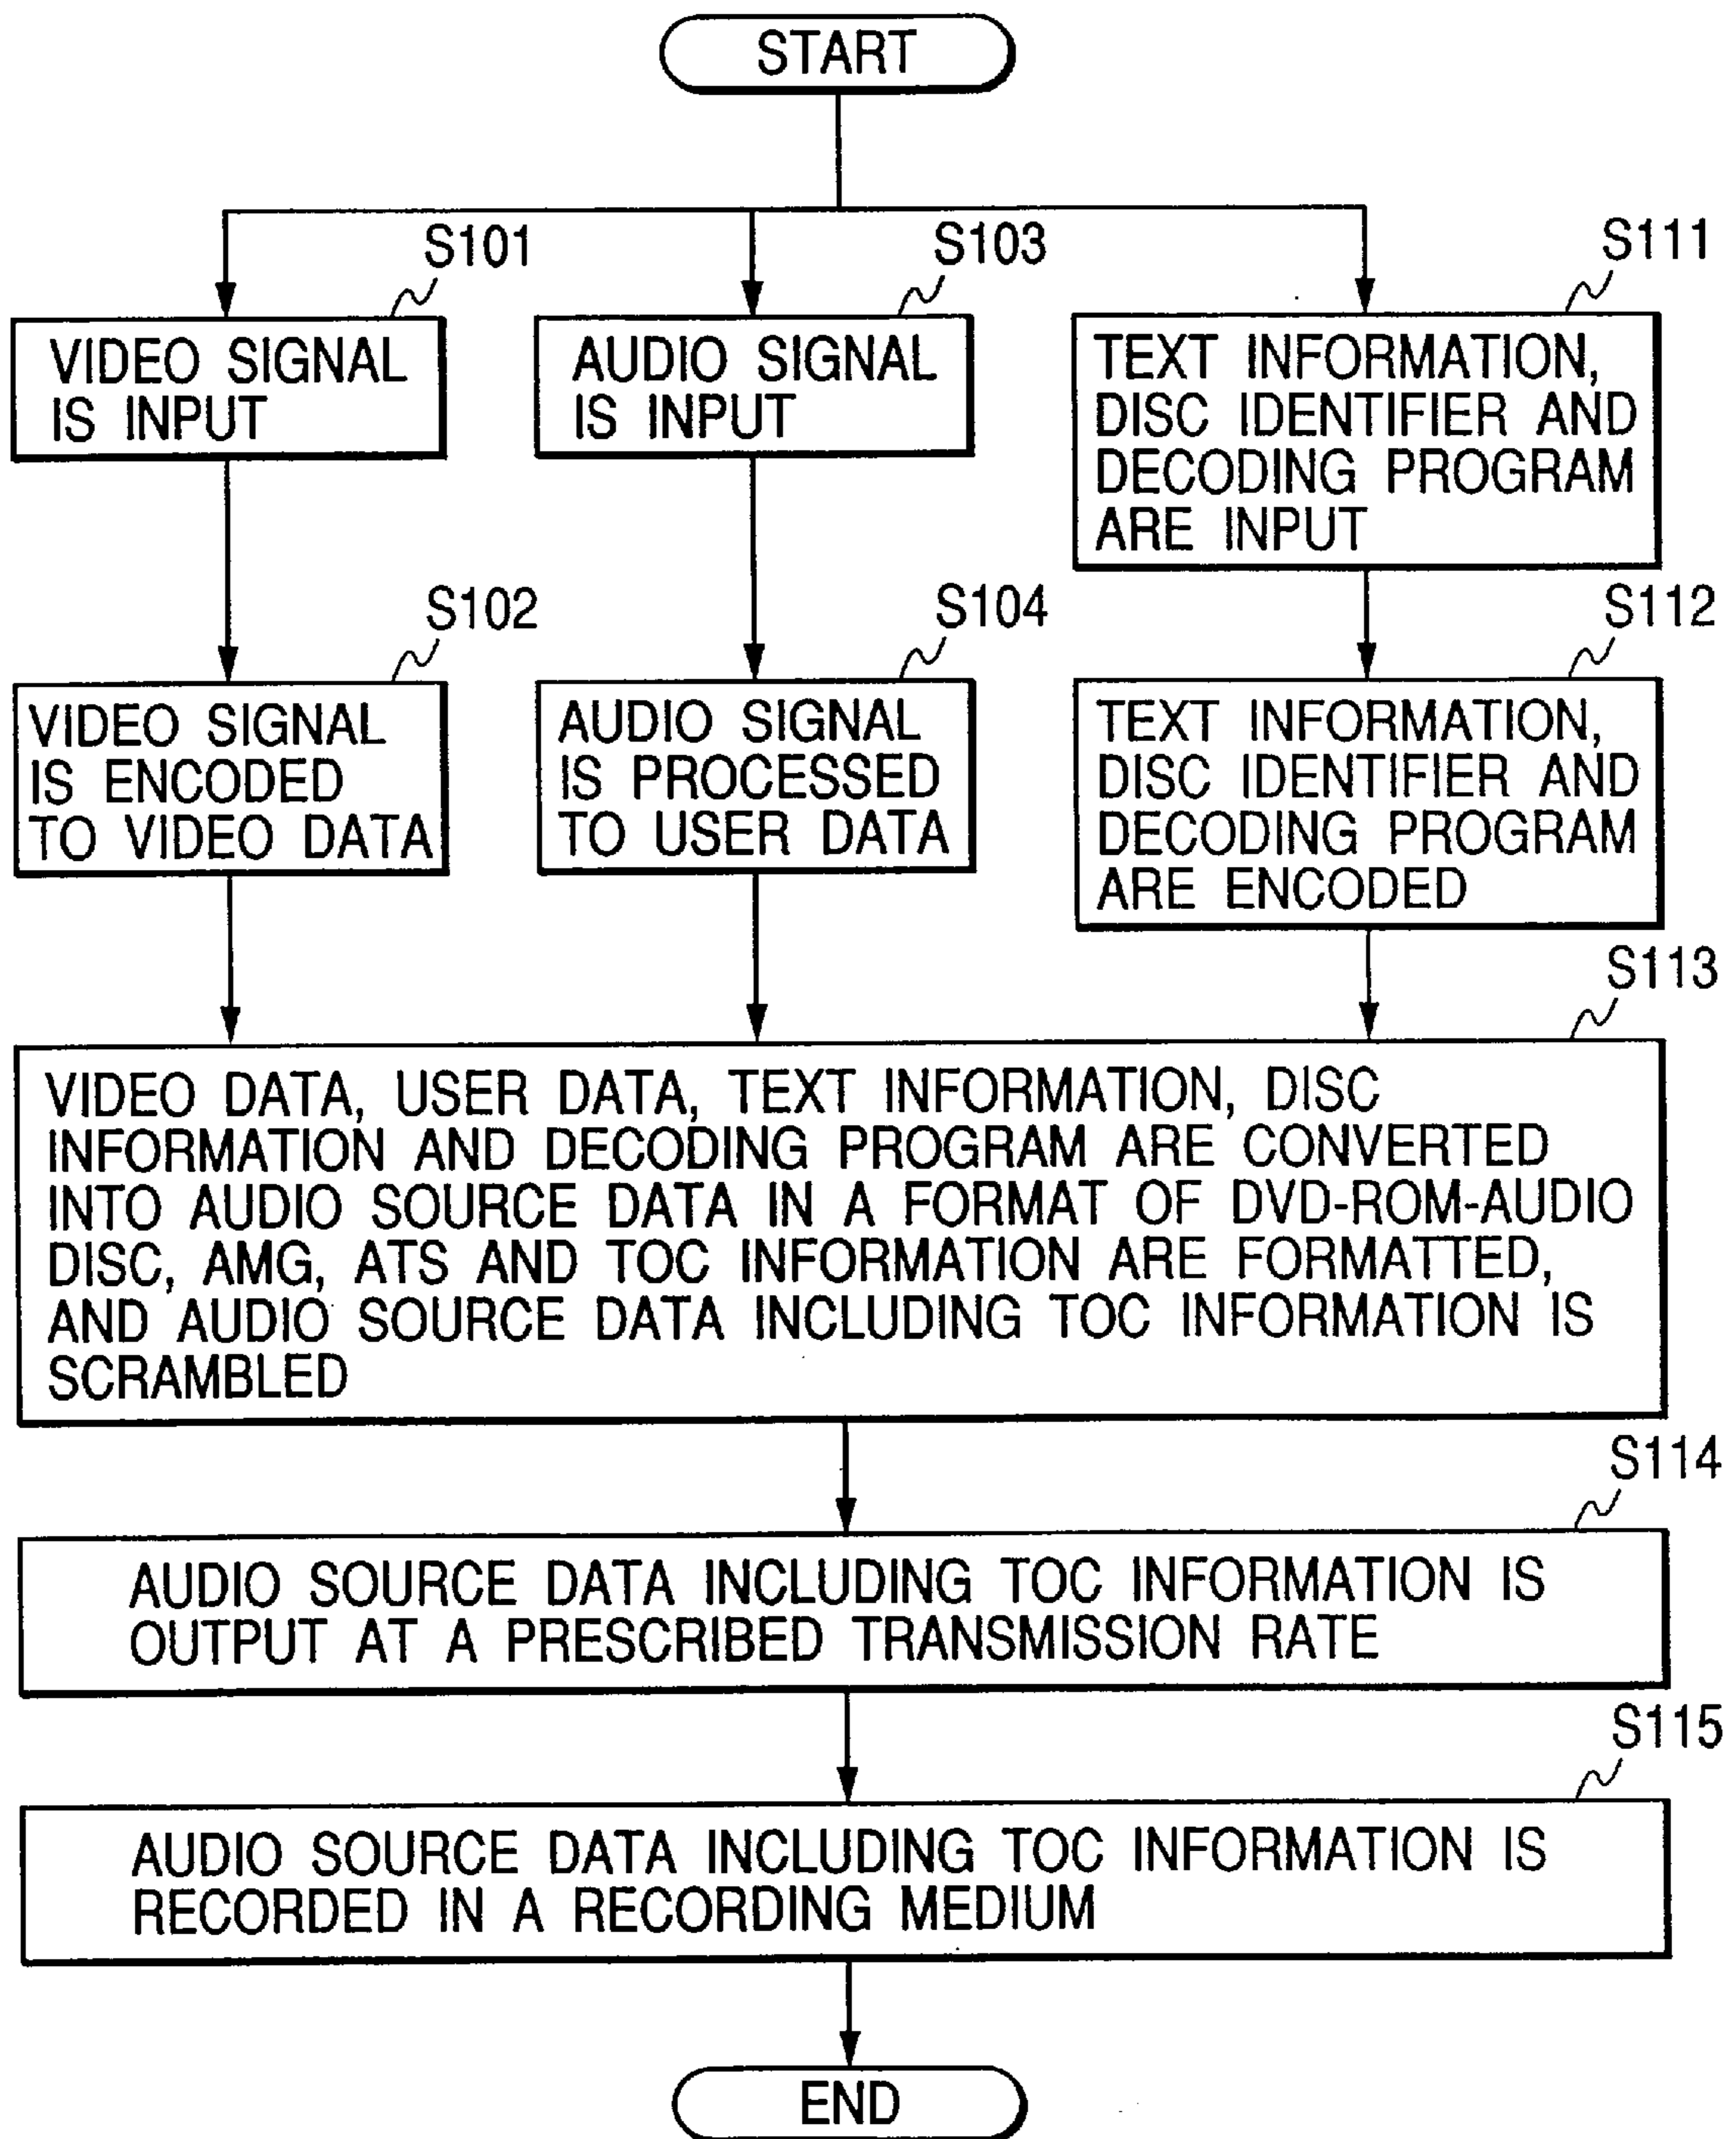 START
S101
S103
S111
VIDEO SIGNAL
IS INPUT
AUDIO SIGNAL
IS INPUT
TEXT INFORMATION,
DISC IDENTIFIER AND
DECODING PROGRAM
ARE INPUT
S102
S104
S112
VIDEO SIGNAL
IS ENCODED
TO VIDEO DATA
AUDIO SIGNAL
IS PROCESSED
TO USER DATA
TEXT INFORMATION,
DISC IDENTIFIER AND
DECODING PROGRAM
ARE ENCODED
S113
VIDEO DATA, USER DATA, TEXT INFORMATION, DISC
INFORMATION AND DECODING PROGRAM ARE CONVERTED
INTO AUDIO SOURCE DATA IN A FORMAT OF DVD-ROM-AUDIO
DISC, AMG, ATS AND TOC INFORMATION ARE FORMATTED,
AND AUDIO SOURCE DATA INCLUDING TOC INFORMATION IS
SCRAMBLED
S114
AUDIO SOURCE DATA INCLUDING TOC INFORMATION IS
OUTPUT AT A PRESCRIBED TRANSMISSION RATE
S115
AUDIO SOURCE DATA INCLUDING TOC INFORMATION IS
RECORDED IN A RECORDING MEDIUM
END